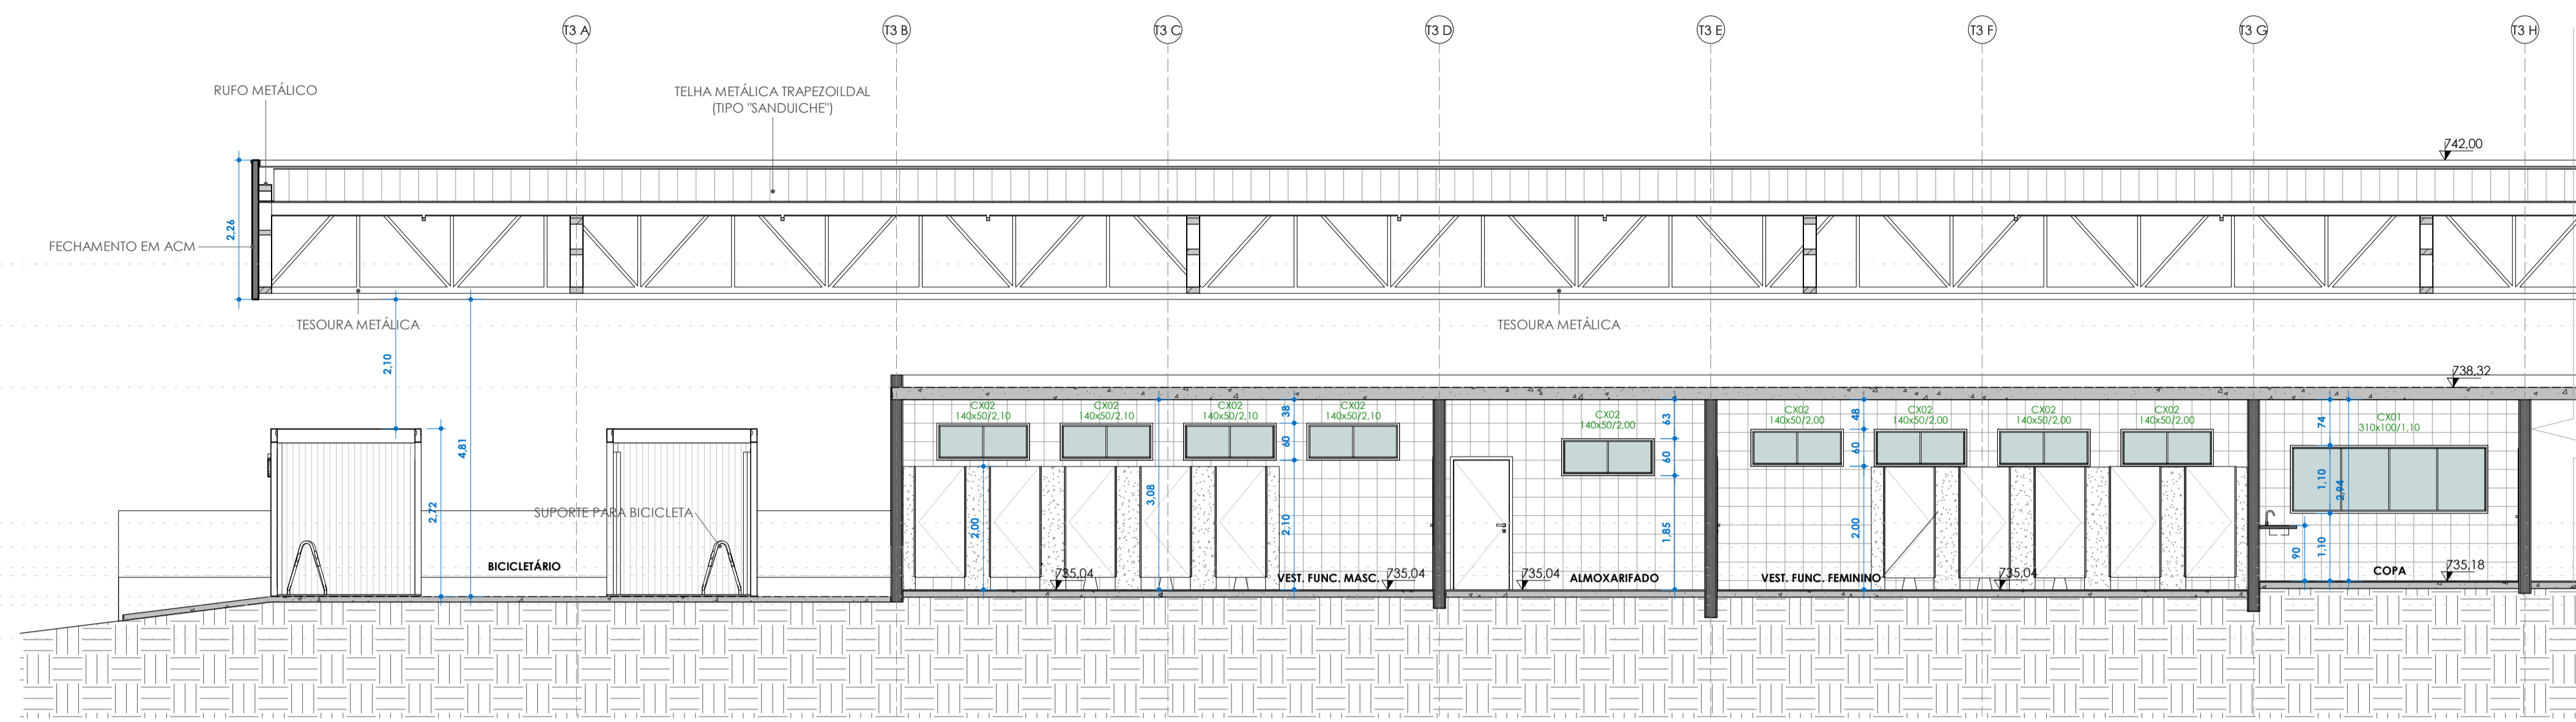 T3 A
T3 B
T3 C
T3 D
T3 E
T3 F
T3 G
T3 H
RUFO METÁLICO
TELHA METÁLICA TRAPEZOILDAL
(TIPO "SANDUICHE")
742,00
2,26
FECHAMENTO EM ACM
TESOURA METÁLICA
TESOURA METÁLICA
2,10
4,81
2,72
738,32
CX02
140x50/2,10
CX02
140x50/2,10
CX02
140x50/2,10
CX02
140x50/2,10
38
60
3,08
2,00
2,10
CX02
140x50/2,00
63
60
1,85
CX02
140x50/2,00
CX02
140x50/2,00
CX02
140x50/2,00
CX02
140x50/2,00
48
60
2,00
CX01
310x100/1,10
74
1,10
2,94
90
1,10
SUPORTE PARA BICICLETA
BICICLETÁRIO
735,04
VEST. FUNC. MASC.
735,04
735,04
ALMOXARIFADO
VEST. FUNC. FEMININO
735,04
COPA
735,18